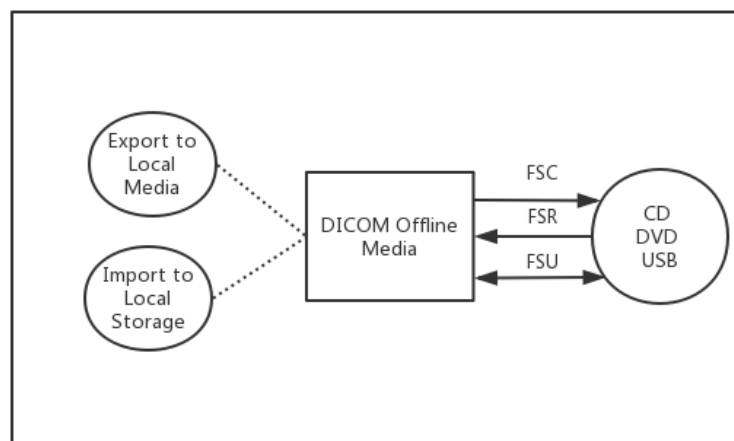 Export to
Local
Media
Import to
Local
Storage
DICOM Offline
Media
FSC
FSR
FSU
CD
DVD
USB